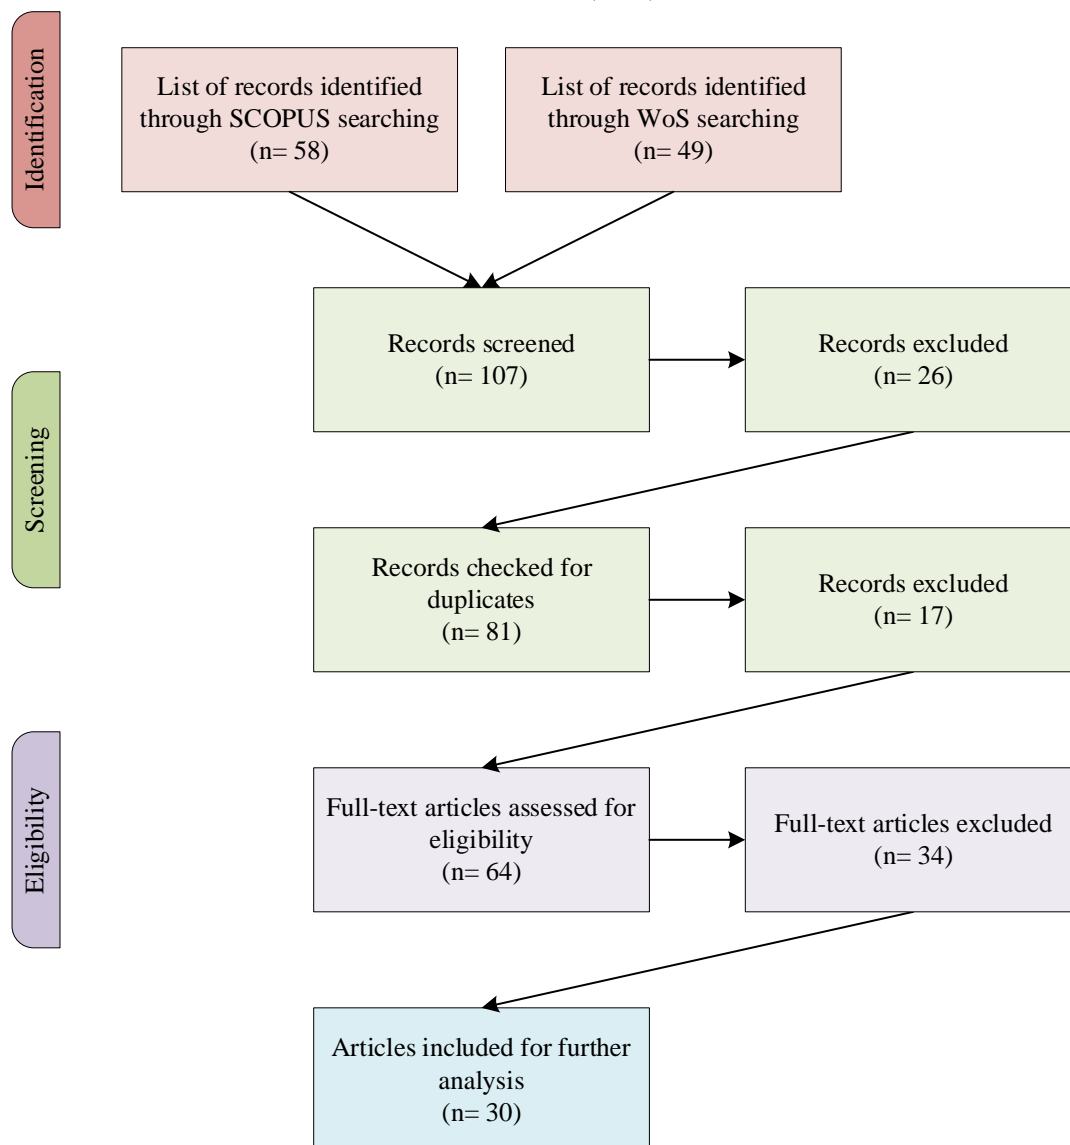 Identification
List of records identified
through SCOPUS searching
(n= 58)
List of records identified
through WoS searching
(n= 49)
Records screened
(n= 107)
Records excluded
(n= 26)
Screening
Records checked for
duplicates
(n= 81)
Records excluded
(n= 17)
Eligibility
Full-text articles assessed for
eligibility
(n= 64)
Full-text articles excluded
(n= 34)
Articles included for further
analysis
(n= 30)